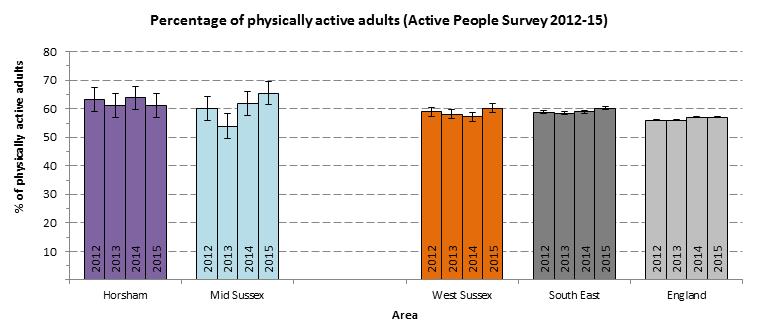 Percentage of physically active adults (Active People Survey 2012-15)
% of physically active adults
80
70
60
50
40
30
20
10
2012 2013 2014 2015 2012 2013 2014 2015 2012 2013 2014 2015 2012 2013 2014 2015 2012 2013 2014 2015
Horsham Mid Sussex West Sussex South East England
Area